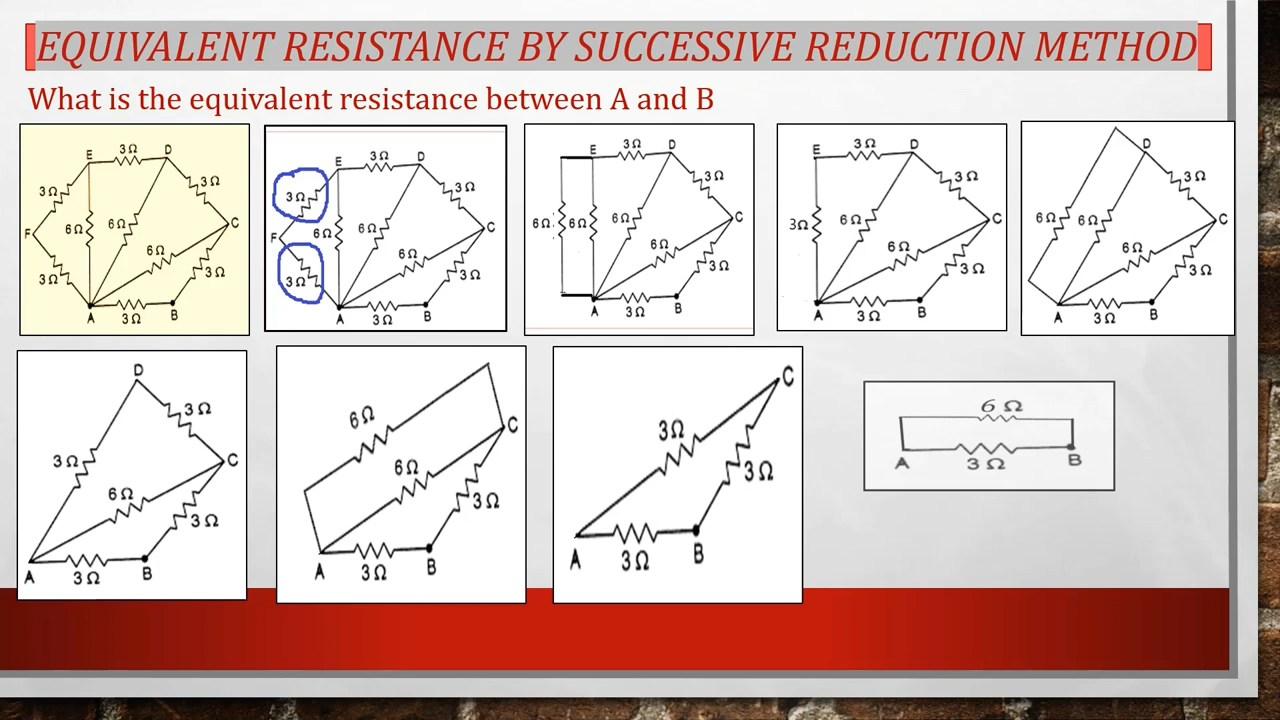 EQUIVALENT RESISTANCE BY SUCCESSIVE REDUCTION METHOD
What is the equivalent resistance between A and B
E 3Ω D
3Ω 3Ω
F 6Ω 6Ω C
6Ω
3Ω 3Ω
A 3Ω B
E 3Ω D
3Ω 3Ω
F 6Ω 6Ω C
6Ω
3Ω 3Ω
A 3Ω B
E 3Ω D
3Ω
6Ω 6Ω 6Ω C
6Ω
3Ω
A 3Ω B
E 3Ω D
3Ω
3Ω 6Ω C
6Ω
3Ω
A 3Ω B
D
3Ω
6Ω 6Ω C
6Ω
3Ω
A 3Ω B
D
3Ω
3Ω C
6Ω
3Ω
A 3Ω B
6Ω
C
6Ω
3Ω
A 3Ω B
C
3Ω
3Ω
A 3Ω B
6 Ω
A 3 Ω B